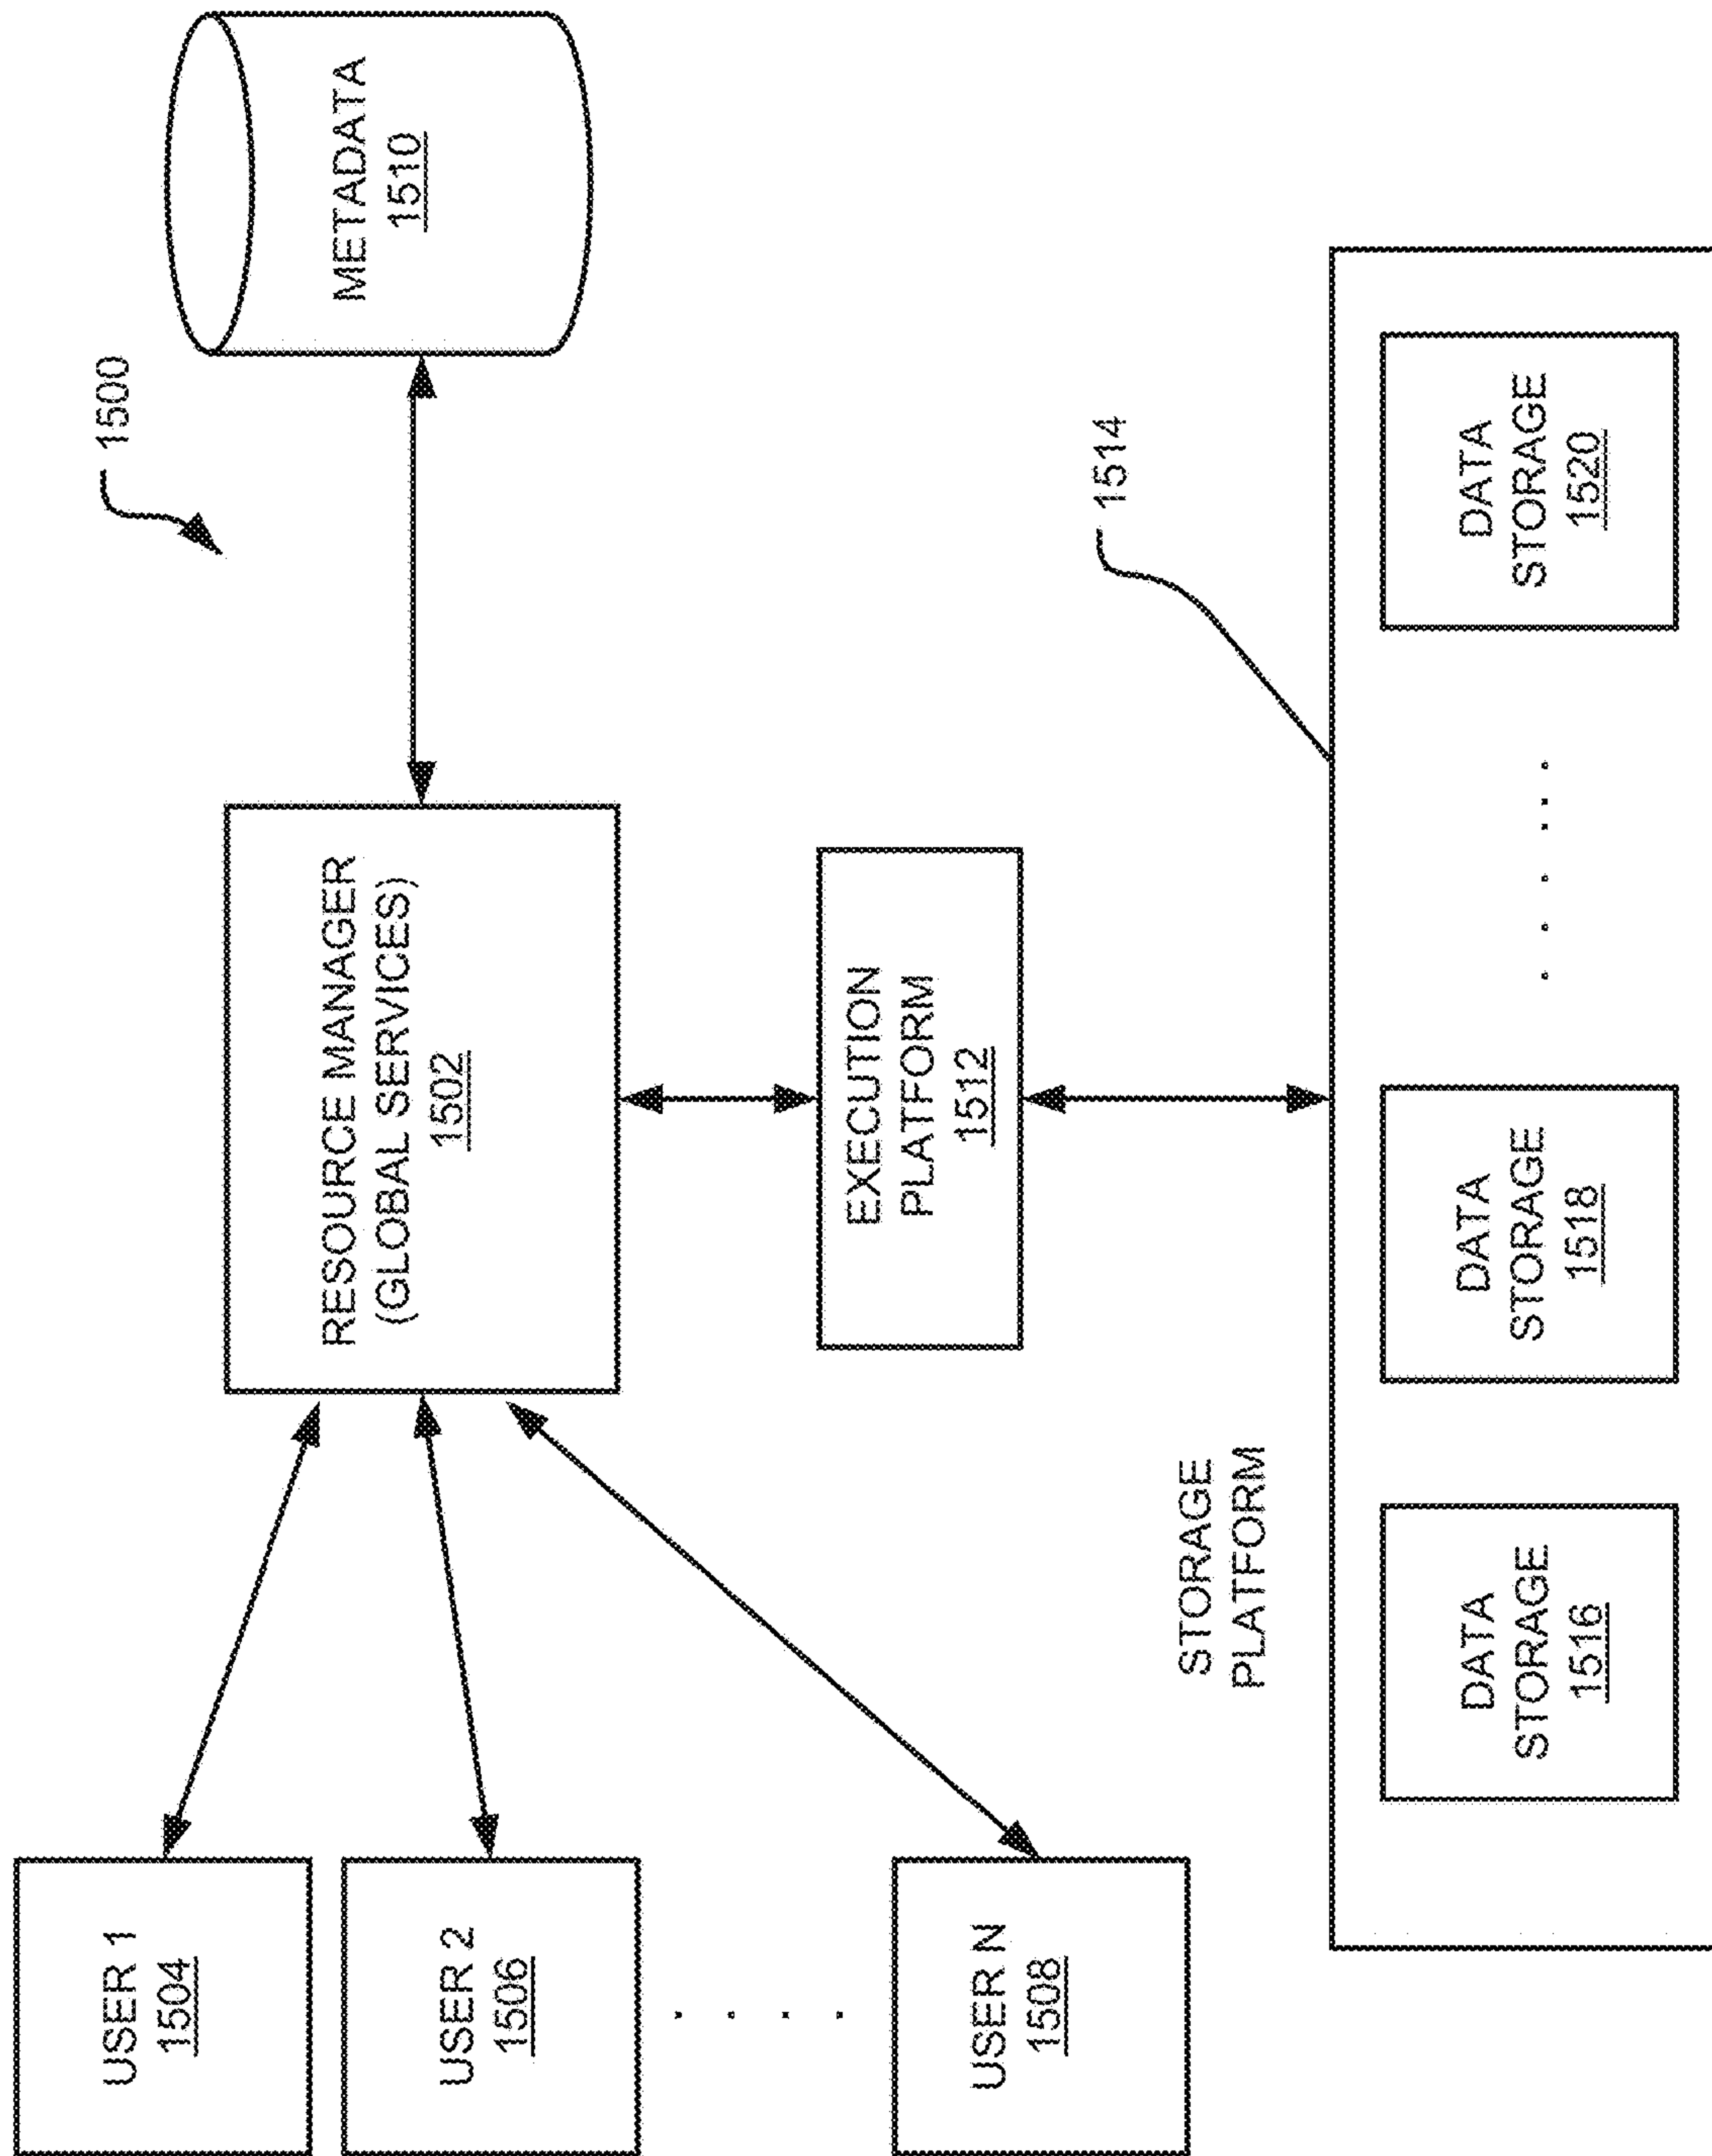 1500
USER 1
1504
USER 2
1506
USER N
1508
RESOURCE MANAGER
(GLOBAL SERVICES)
1502
METADATA
1510
EXECUTION
PLATFORM
1512
STORAGE
PLATFORM
1514
DATA
STORAGE
1516
DATA
STORAGE
1518
DATA
STORAGE
1520